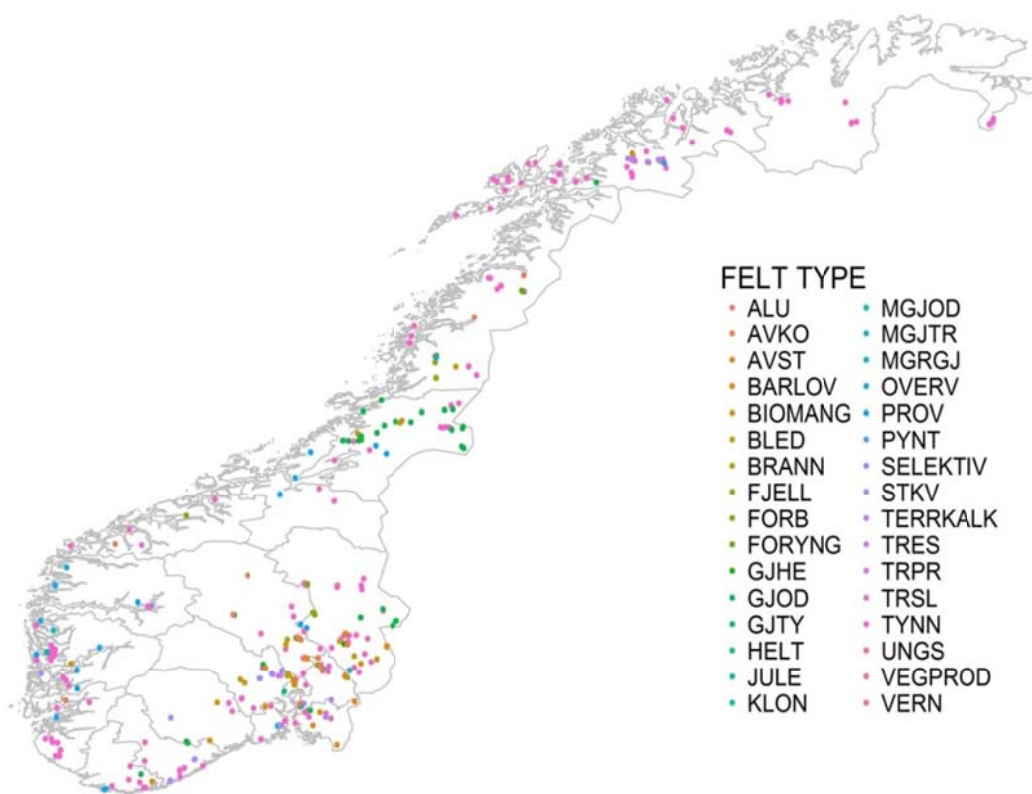 FELT TYPE
ALU
AVKO
AVST
BARLOV
BIOMANG
BLED
BRANN
FJELL
FORB
FORYNG
GJHE
GJOD
GJTY
HELT
JULE
KLON
MGJOD
MGJTR
MGRGJ
OVERV
PROV
PYNT
SELEKTIV
STKV
TERRKALK
TRES
TRPR
TRSL
TYNN
UNGS
VEGPROD
VERN